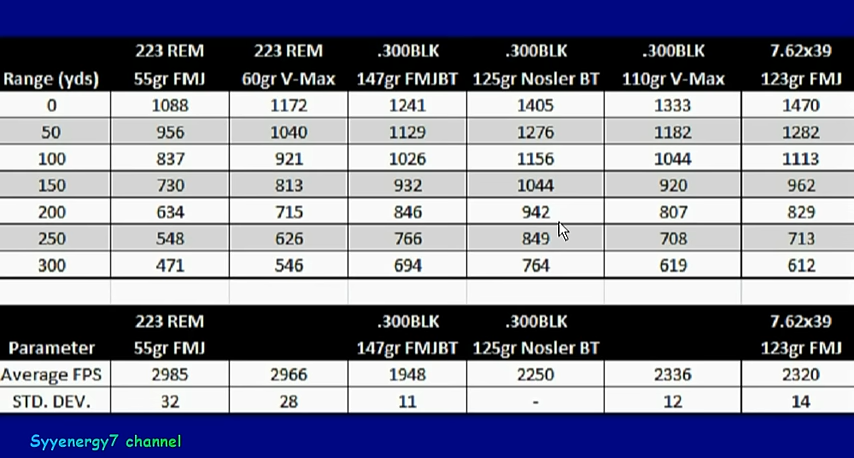 223 REM 223 REM .300BLK .300BLK .300BLK 7.62x39
Range (yds) 55gr FMJ 60gr V-Max 147gr FMJBT 125gr Nosler BT 110gr V-Max 123gr FMJ
0 1088 1172 1241 1405 1333 1470
50 956 1040 1129 1276 1182 1282
100 837 921 1026 1156 1044 1113
150 730 813 932 1044 920 962
200 634 715 846 942 807 829
250 548 626 766 849 708 713
300 471 546 694 764 619 612
223 REM .300BLK .300BLK 7.62x39
Parameter 55gr FMJ 147gr FMJBT 125gr Nosler BT 123gr FMJ
Average FPS 2985 2966 1948 2250 2336 2320
STD. DEV. 32 28 11 - 12 14
Syyenergy7 channel